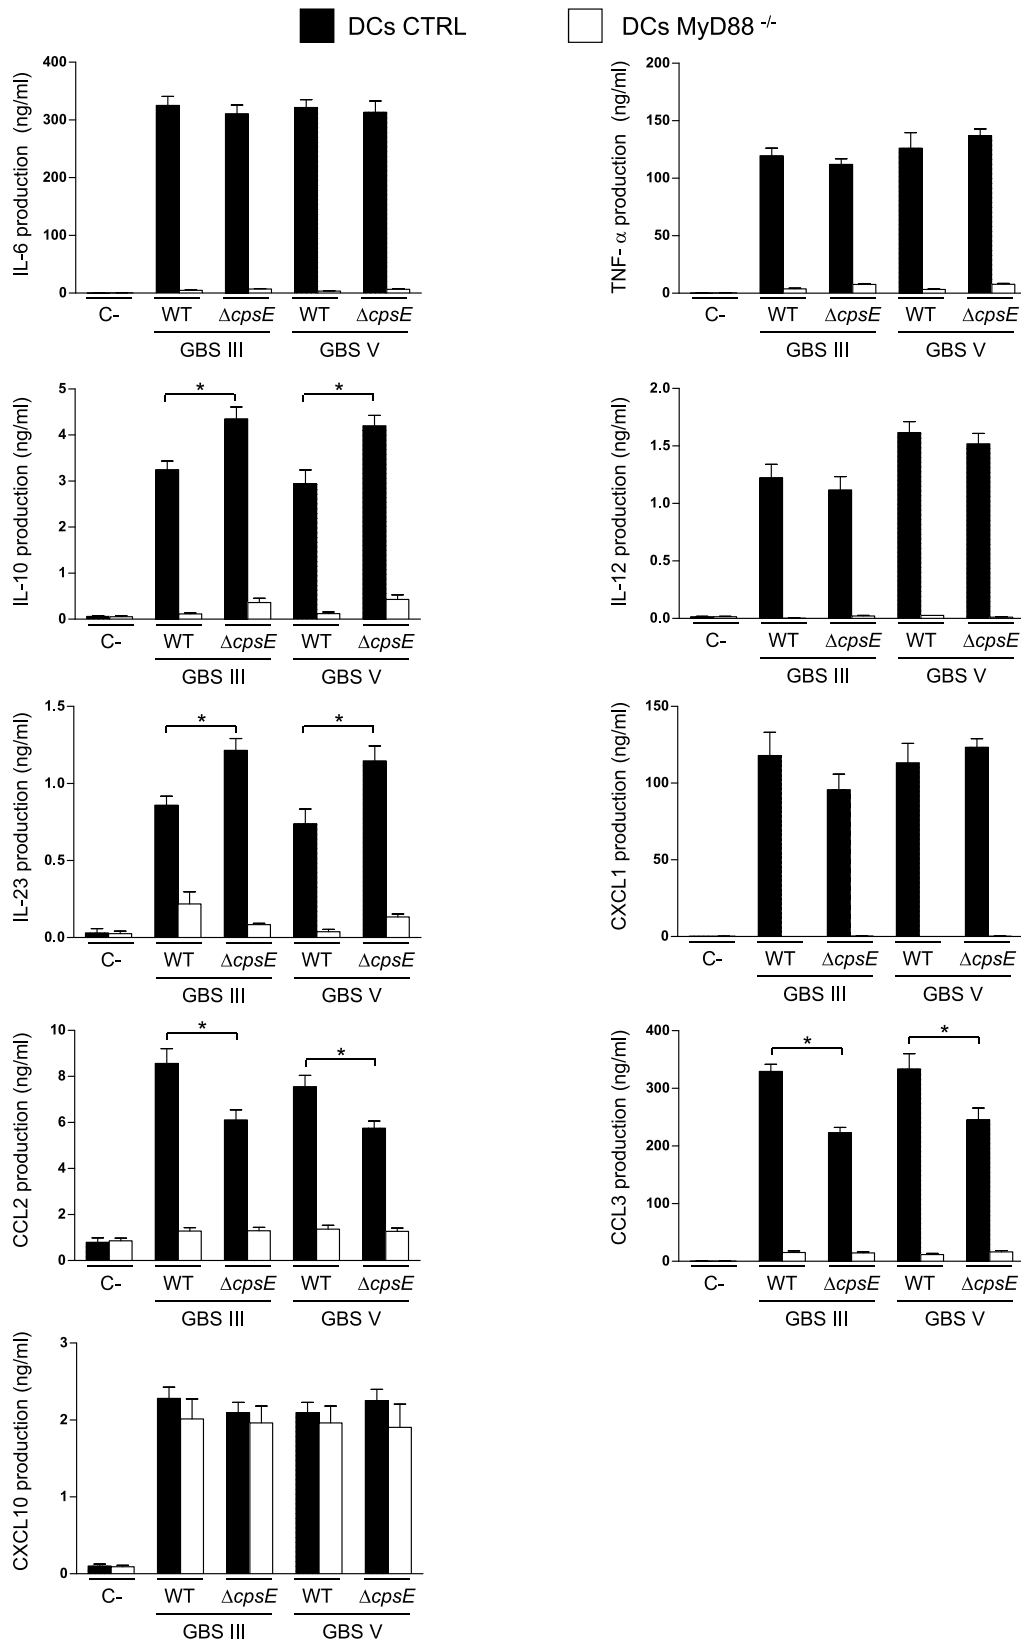 DCs CTRL
DCs MyD88 -/-
IL-6 production (ng/ml)
400
300
200
100
0
C-
WT
ΔcpsE
WT
ΔcpsE
GBS III
GBS V
TNF- α production (ng/ml)
200
150
100
50
0
C-
WT
ΔcpsE
WT
ΔcpsE
GBS III
GBS V
IL-10 production (ng/ml)
5
4
3
2
1
0
*
*
C-
WT
ΔcpsE
WT
ΔcpsE
GBS III
GBS V
IL-12 production (ng/ml)
2.0
1.5
1.0
0.5
0.0
C-
WT
ΔcpsE
WT
ΔcpsE
GBS III
GBS V
IL-23 production (ng/ml)
1.5
1.0
0.5
0.0
*
*
C-
WT
ΔcpsE
WT
ΔcpsE
GBS III
GBS V
CXCL1 production (ng/ml)
150
100
50
0
C-
WT
ΔcpsE
WT
ΔcpsE
GBS III
GBS V
CCL2 production (ng/ml)
10
8
6
4
2
0
*
*
C-
WT
ΔcpsE
WT
ΔcpsE
GBS III
GBS V
CCL3 production (ng/ml)
400
300
200
100
0
*
*
C-
WT
ΔcpsE
WT
ΔcpsE
GBS III
GBS V
CXCL10 production (ng/ml)
3
2
1
0
C-
WT
ΔcpsE
WT
ΔcpsE
GBS III
GBS V